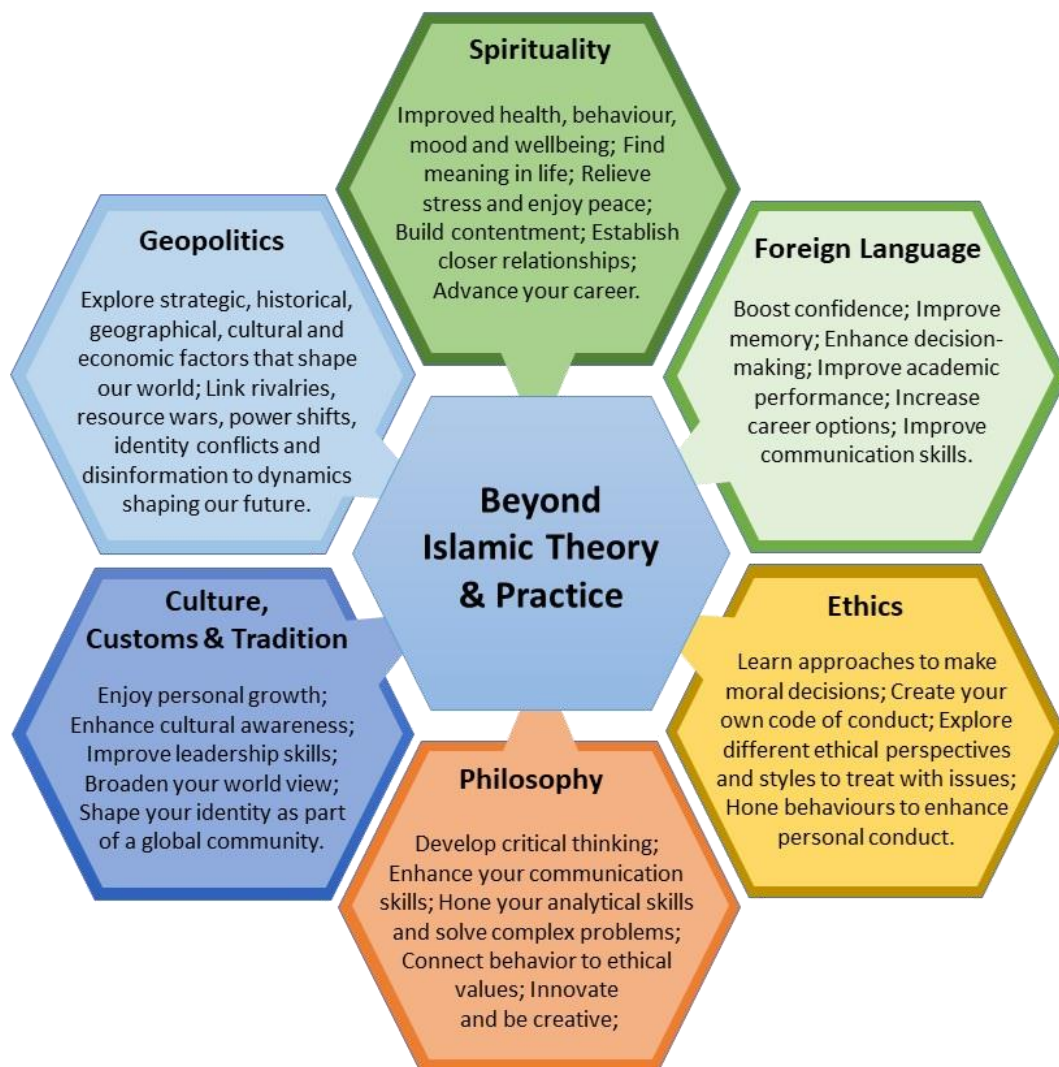 Spirituality
Improved health, behaviour,
mood and wellbeing; Find
meaning in life; Relieve
stress and enjoy peace;
Build contentment; Establish
closer relationships;
Advance your career.
Geopolitics
Explore strategic, historical,
geographical, cultural and
economic factors that shape
our world; Link rivalries,
resource wars, power shifts,
identity conflicts and
disinformation to dynamics
shaping our future.
Foreign Language
Boost confidence; Improve
memory; Enhance decision-
making; Improve academic
performance; Increase
career options; Improve
communication skills.
Beyond
Islamic Theory
& Practice
Culture,
Customs & Tradition
Enjoy personal growth;
Enhance cultural awareness;
Improve leadership skills;
Broaden your world view;
Shape your identity as part
of a global community.
Ethics
Learn approaches to make
moral decisions; Create your
own code of conduct; Explore
different ethical perspectives
and styles to treat with issues;
Hone behaviours to enhance
personal conduct.
Philosophy
Develop critical thinking;
Enhance your communication
skills; Hone your analytical skills
and solve complex problems;
Connect behavior to ethical
values; Innovate
and be creative;